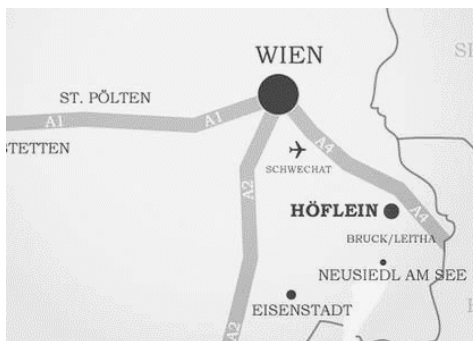 WIEN
ST. PÖLTEN
A1
A1
STETTEN
A4
SCHWECHAT
A2
HÖFLEIN
A4
BRUCK/LEITHA
NEUSIEDL AM SEE
EISENSTADT
A2